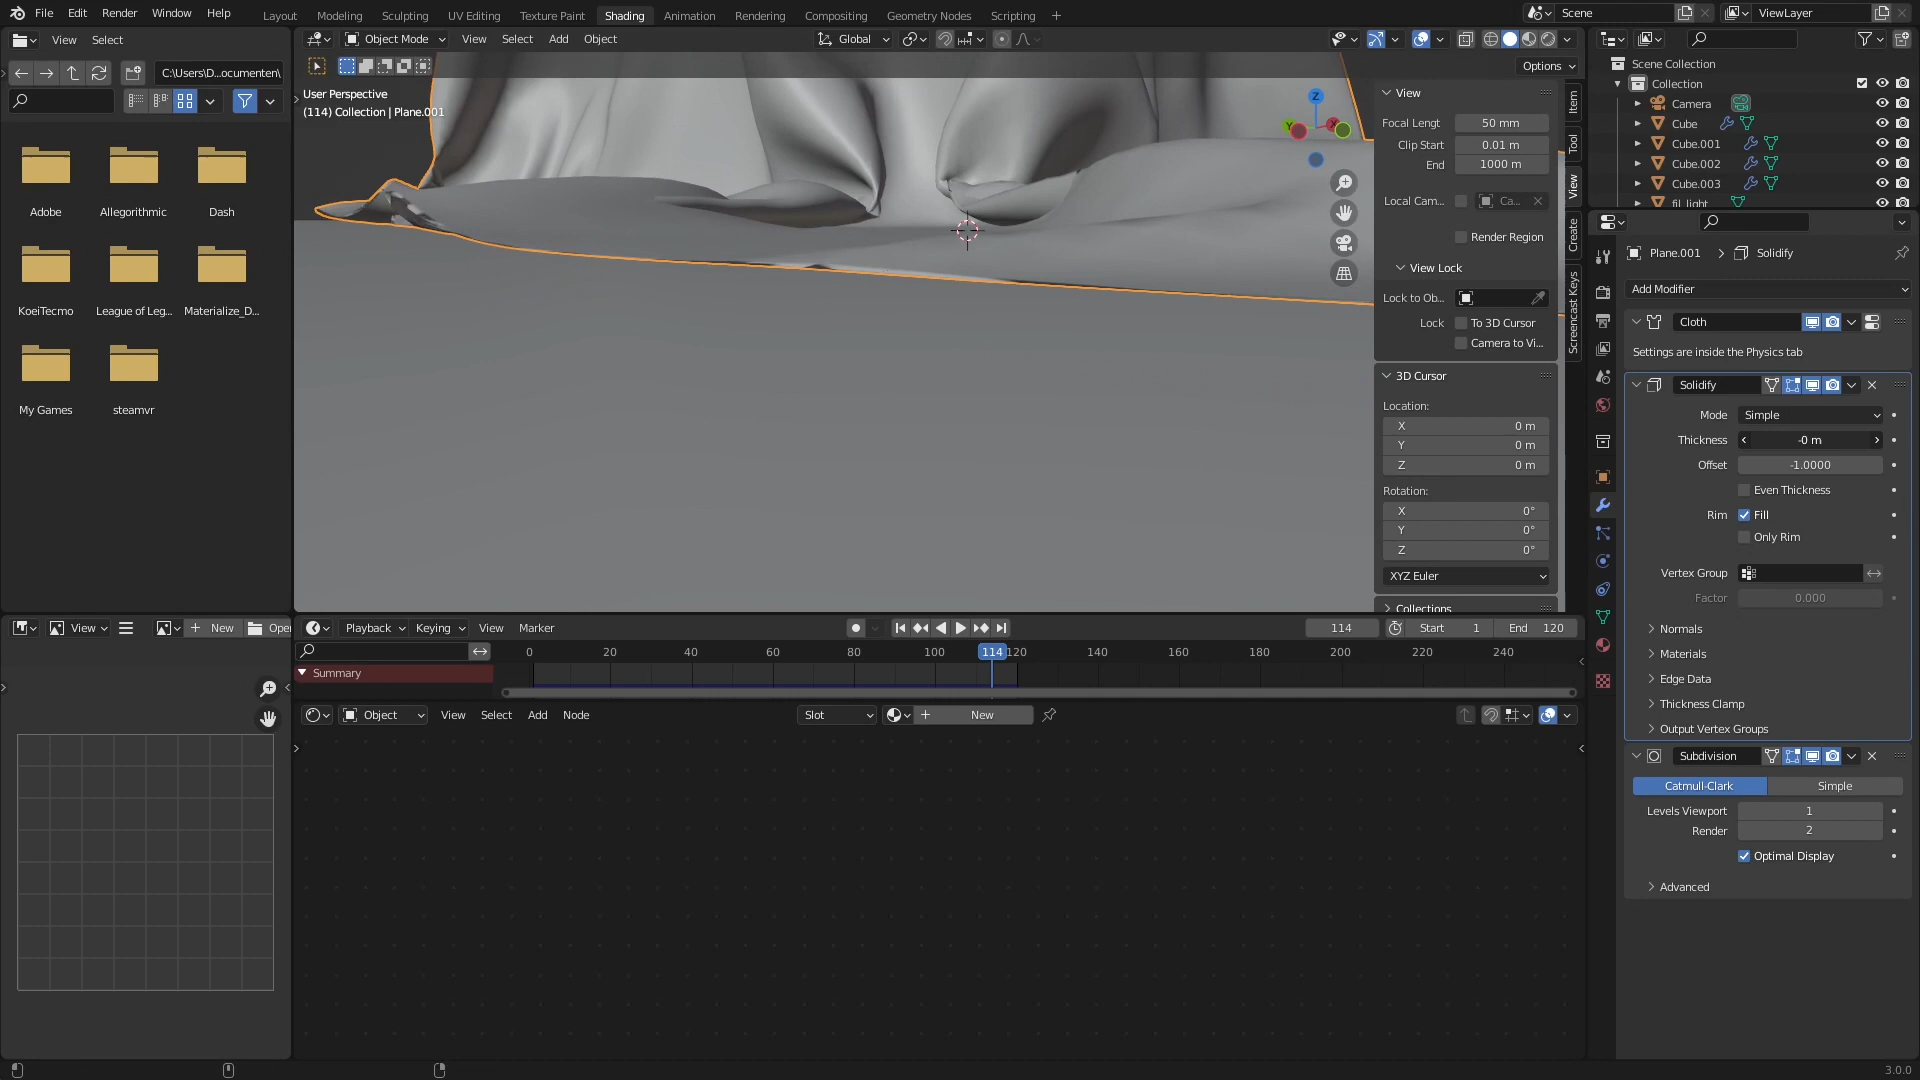 File Edit Render Window Help
Layout Modeling Sculpting UV Editing Texture Paint Shading Animation Rendering Compositing Geometry Nodes Scripting +
Scene ViewLayer
View Select
C:\Users\D...ocumenten\
Adobe Allegorithmic Dash
KoeiTecmo League of Leg... Materialize_D...
My Games steamvr
Object Mode View Select Add Object Global
Options
User Perspective
(114) Collection | Plane.001
Z
Y X
View
Focal Lengt 50 mm
Clip Start 0.01 m
End 1000 m
Local Cam... Ca...
Render Region
View Lock
Lock to Ob...
Lock To 3D Cursor
Camera to Vi...
3D Cursor
Location:
X 0 m
Y 0 m
Z 0 m
Rotation:
X 0°
Y 0°
Z 0°
XYZ Euler
Collections
Item
Tool
View
Create
Screencast Keys
Scene Collection
Collection
Camera
Cube
Cube.001
Cube.002
Cube.003
fill light
Plane.001 > Solidify
Add Modifier
Cloth
Settings are inside the Physics tab
Solidify
Mode Simple
Thickness -0 m
Offset -1.0000
Even Thickness
Rim Fill
Only Rim
Vertex Group
Factor 0.000
Normals
Materials
Edge Data
Thickness Clamp
Output Vertex Groups
Subdivision
Catmull-Clark Simple
Levels Viewport 1
Render 2
Optimal Display
Advanced
View + New Ope
Playback Keying View Marker 114 Start 1 End 120
0 20 40 60 80 100 114 120 140 160 180 200 220 240
Summary
Object View Select Add Node Slot + New
3.0.0